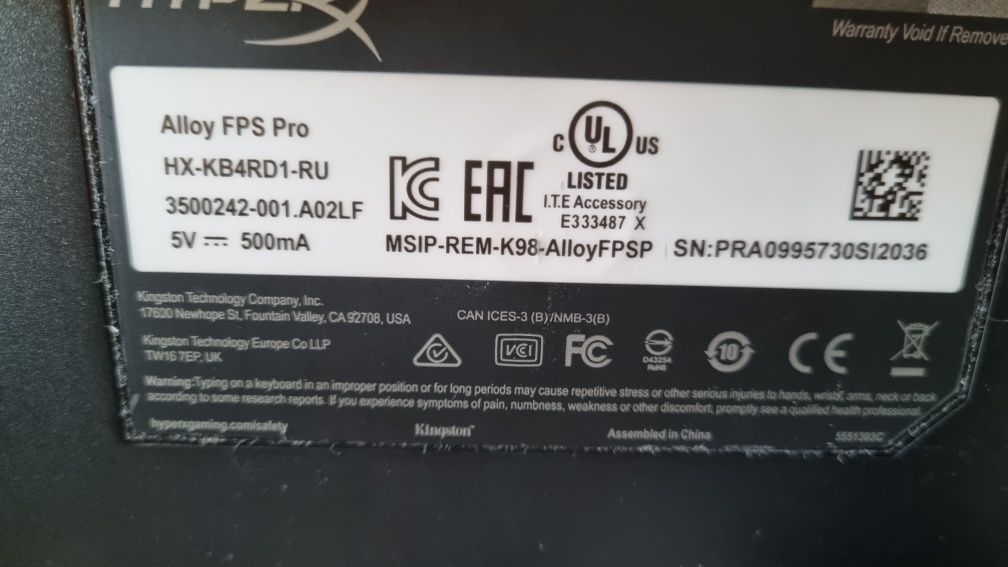 HYPERX
Warranty Void If Remove
Alloy FPS Pro
HX-KB4RD1-RU
3500242-001.A02LF
5V ⎓ 500mA
EAC
C UL US
®
LISTED
I.T.E Accessory
E333487 X
MSIP-REM-K98-AlloyFPSP
SN:PRA0995730SI2036
Kingston Technology Company, Inc.
17600 Newhope St, Fountain Valley, CA 92708, USA
Kingston Technology Europe Co LLP
TW16 7EP, UK
CAN ICES-3 (B)/NMB-3(B)
VCI
FC
D43254
RoHS
10
CE
Warning:Typing on a keyboard in an improper position or for long periods may cause repetitive stress or other serious injuries to hands, wrists, arms, neck or back
according to some research reports. If you experience symptoms of pain, numbness, weakness or other discomfort, promptly see a qualified health professional.
hyperxgaming.com/safety
Kingston
Assembled in China